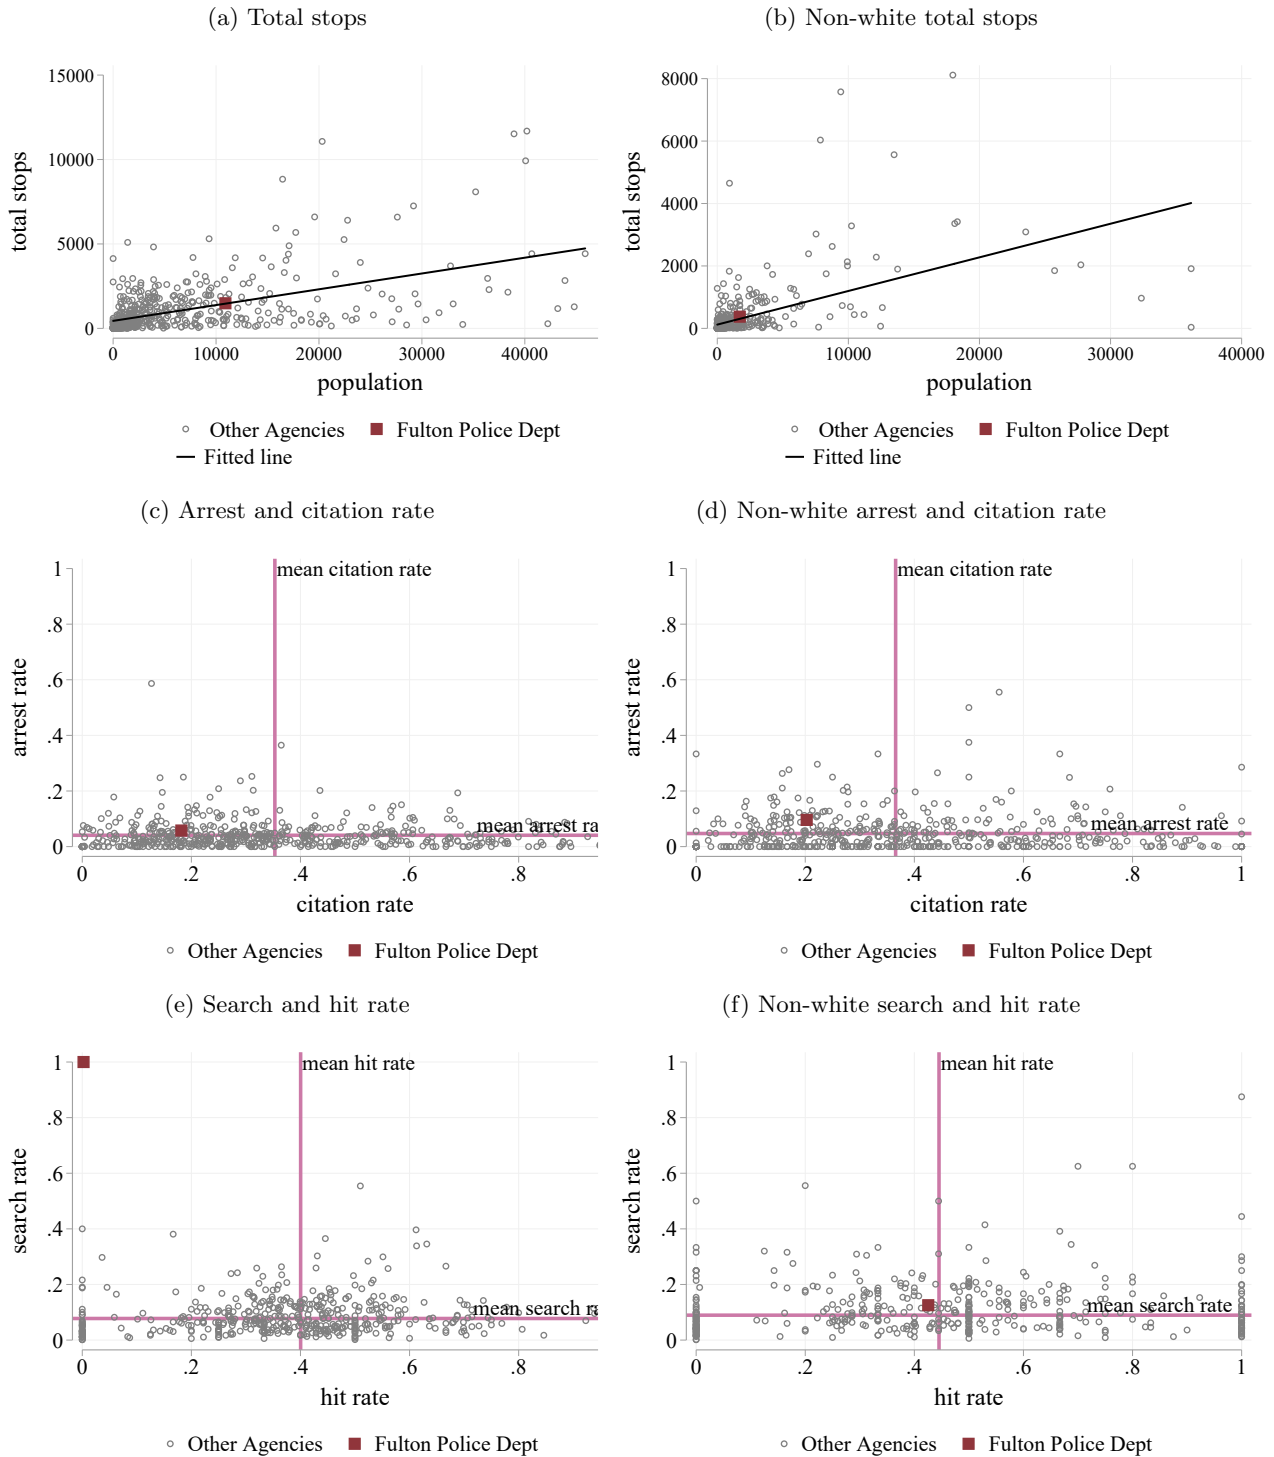 (a) Total stops
(b) Non-white total stops
total stops
15000
10000
5000
0
0 10000 20000 30000 40000
population
Other Agencies Fulton Police Dept
Fitted line
total stops
8000
6000
4000
2000
0
0 10000 20000 30000 40000
population
Other Agencies Fulton Police Dept
Fitted line
(c) Arrest and citation rate
(d) Non-white arrest and citation rate
arrest rate
1
.8
.6
.4
.2
0
mean citation rate
mean arrest ra
0 .2 .4 .6 .8
citation rate
Other Agencies Fulton Police Dept
arrest rate
1
.8
.6
.4
.2
0
mean citation rate
mean arrest rate
0 .2 .4 .6 .8 1
citation rate
Other Agencies Fulton Police Dept
(e) Search and hit rate
(f) Non-white search and hit rate
search rate
1
.8
.6
.4
.2
0
mean hit rate
mean search ra
0 .2 .4 .6 .8
hit rate
Other Agencies Fulton Police Dept
search rate
1
.8
.6
.4
.2
0
mean hit rate
mean search rate
0 .2 .4 .6 .8 1
hit rate
Other Agencies Fulton Police Dept